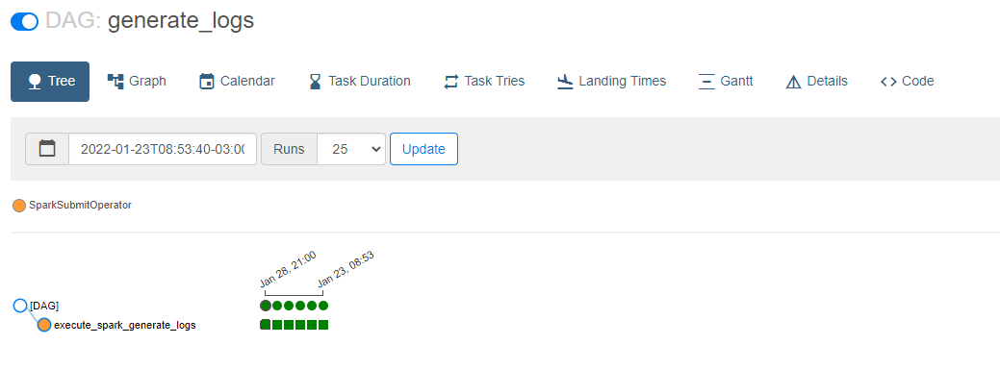 DAG: generate_logs
Tree Graph Calendar Task Duration Task Tries Landing Times Gantt Details <> Code
2022-01-23T08:53:40-03:00 Runs 25 Update
SparkSubmitOperator
Jan 28, 21:00 Jan 23, 08:53
[DAG]
execute_spark_generate_logs